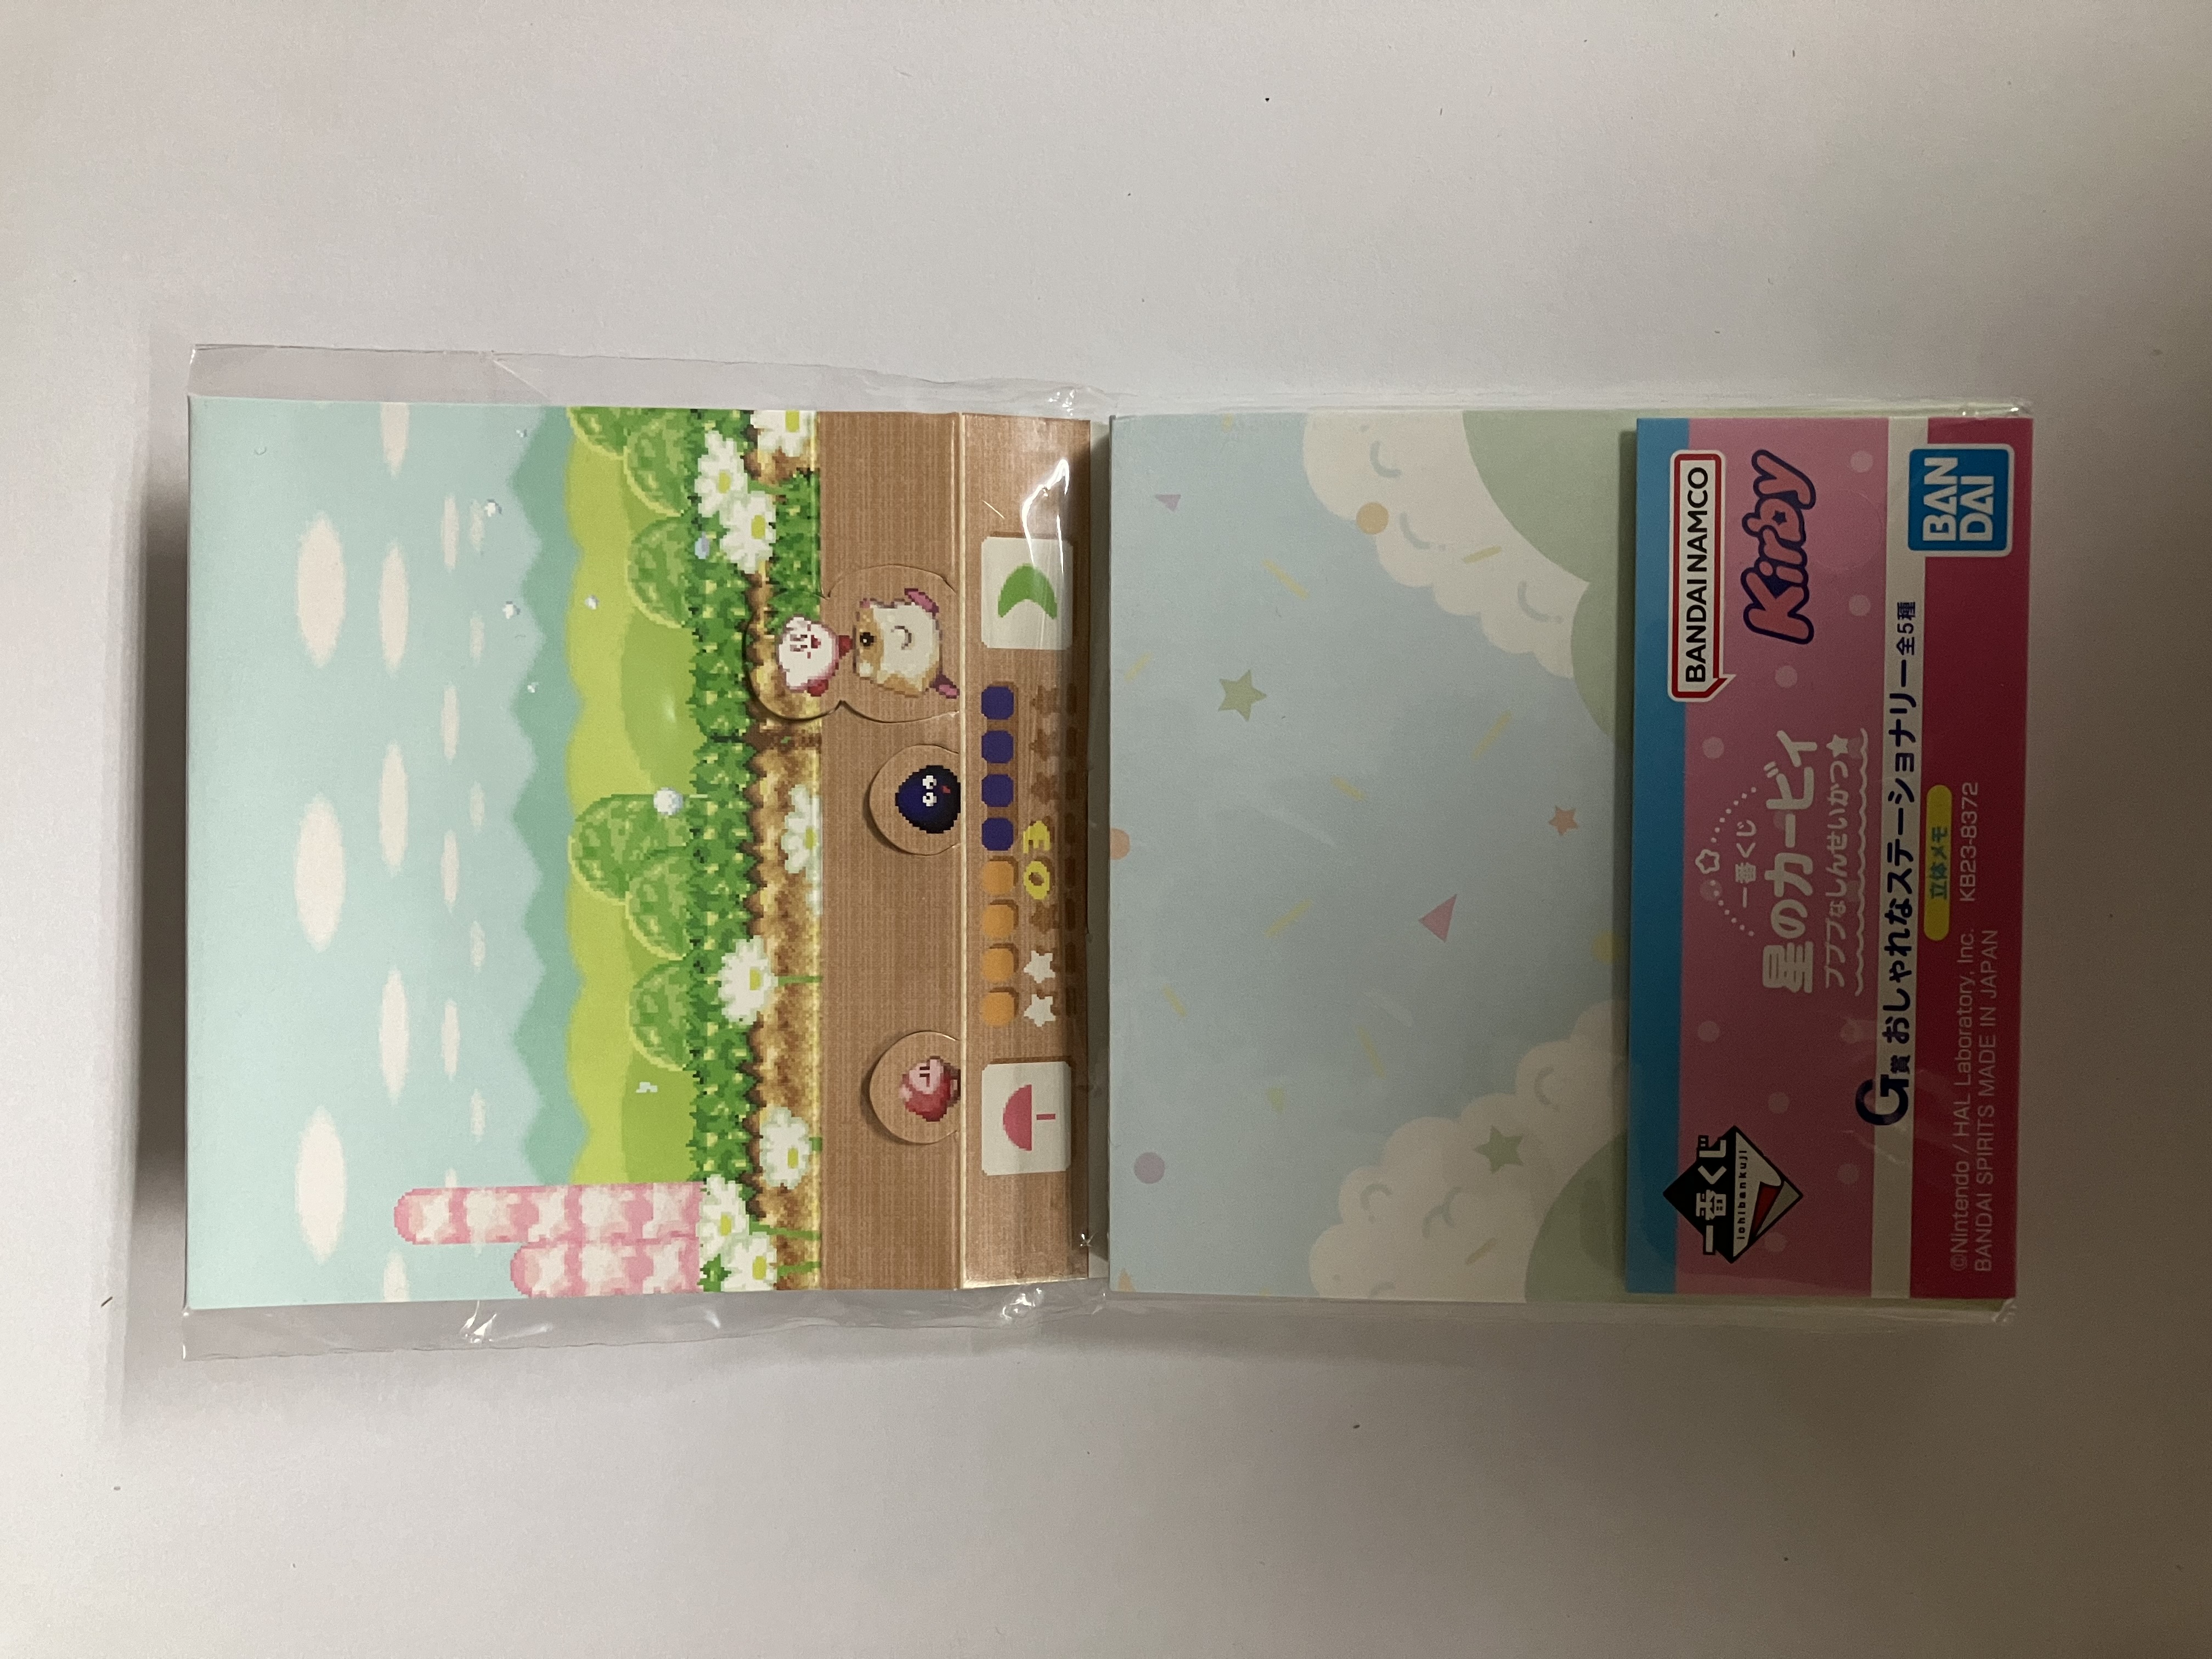 03
BANDAI NAMCO
Kirby
一番くじ
星のカービィ
プププなしんせいかつ★
一番くじ
ichibankuji
G賞 おしゃれなステーショナリー 全5種
立体メモ
BAN
DAI
©Nintendo / HAL Laboratory, Inc. KB23-8372
BANDAI SPIRITS MADE IN JAPAN